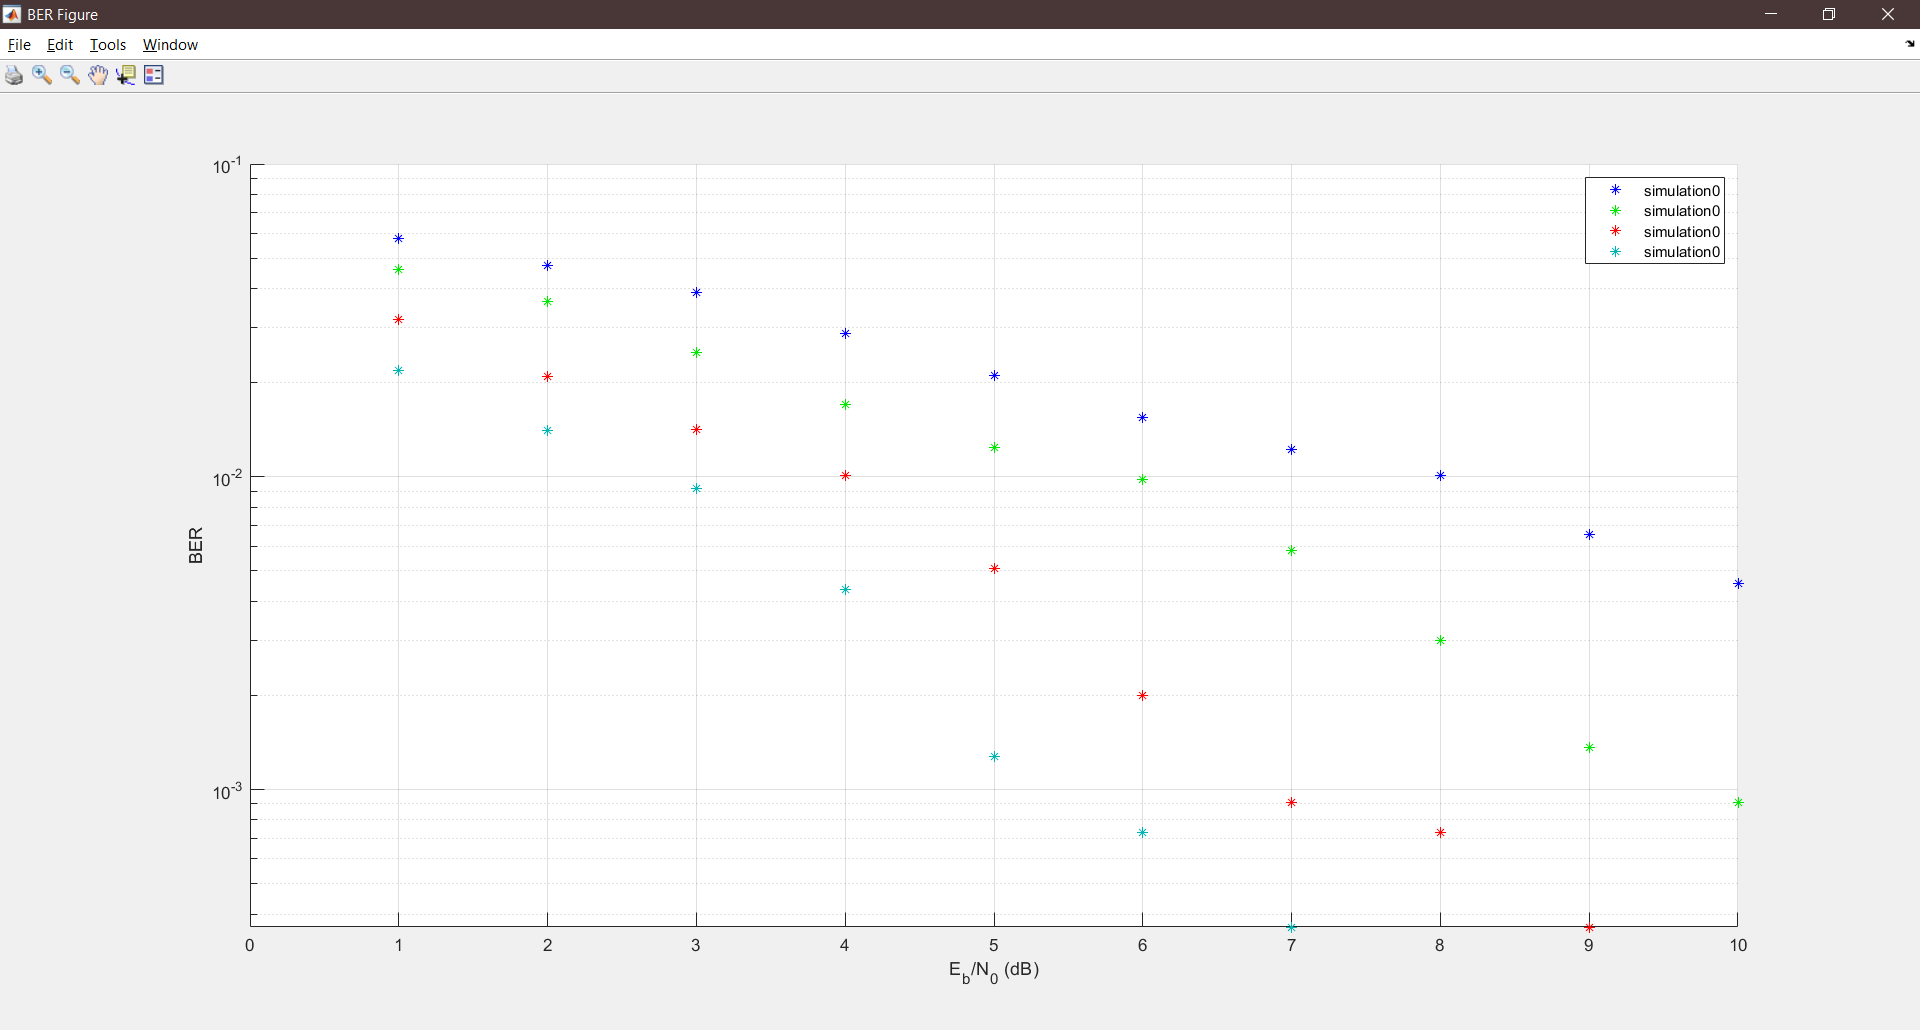 BER Figure
File Edit Tools Window
10-1
simulation0
simulation0
simulation0
simulation0
10-2
BER
10-3
0 1 2 3 4 5 6 7 8 9 10
Eb/N0 (dB)